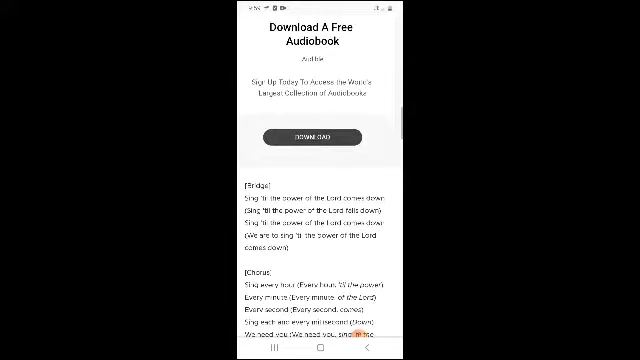 9:59
Download A Free
Audiobook
Audible
Sign Up Today To Access the World's
Largest Collection of Audiobooks
DOWNLOAD
[Bridge]
Sing 'til the power of the Lord comes down
(Sing 'til the power of the Lord falls down)
Sing 'til the power of the Lord comes down
(We are to sing 'til the power of the Lord
comes down)
[Chorus]
Sing every hour (Every hour, 'til the power)
Every minute (Every minute, of the Lord)
Every second (Every second, comes)
Sing each and every millisecond (Down)
We need you (We need you,